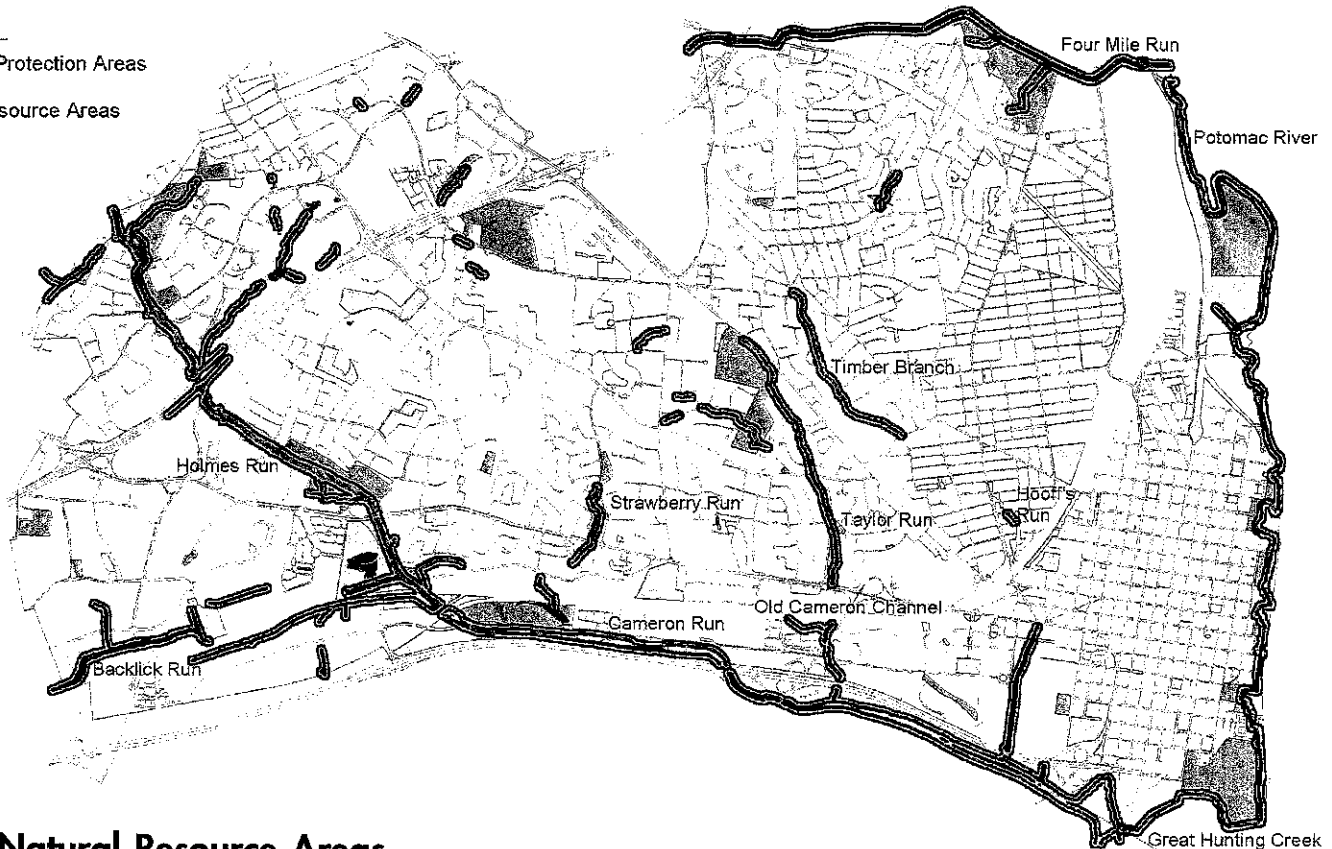 Protection Areas
source Areas
Four Mile Run
Potomac River
Timber Branch
Holmes Run
Strawberry Run
Taylor Run
Hooff's
Run
Old Cameron Channel
Cameron Run
Backlick Run
Great Hunting Creek
Natural Resource Areas